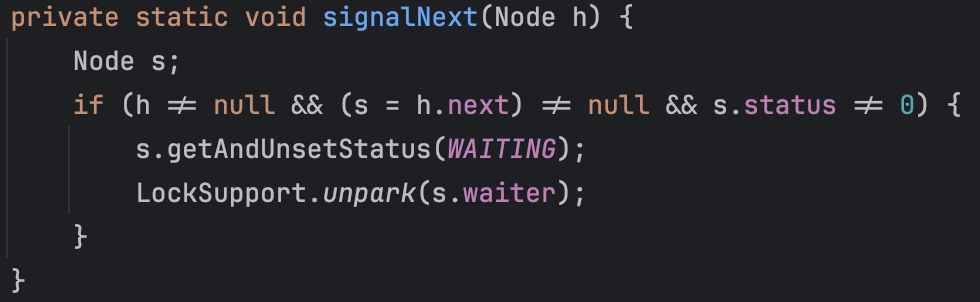 private static void signalNext(Node h) {
    Node s;
    if (h != null && (s = h.next) != null && s.status != 0) {
        s.getAndUnsetStatus(WAITING);
        LockSupport.unpark(s.waiter);
    }
}